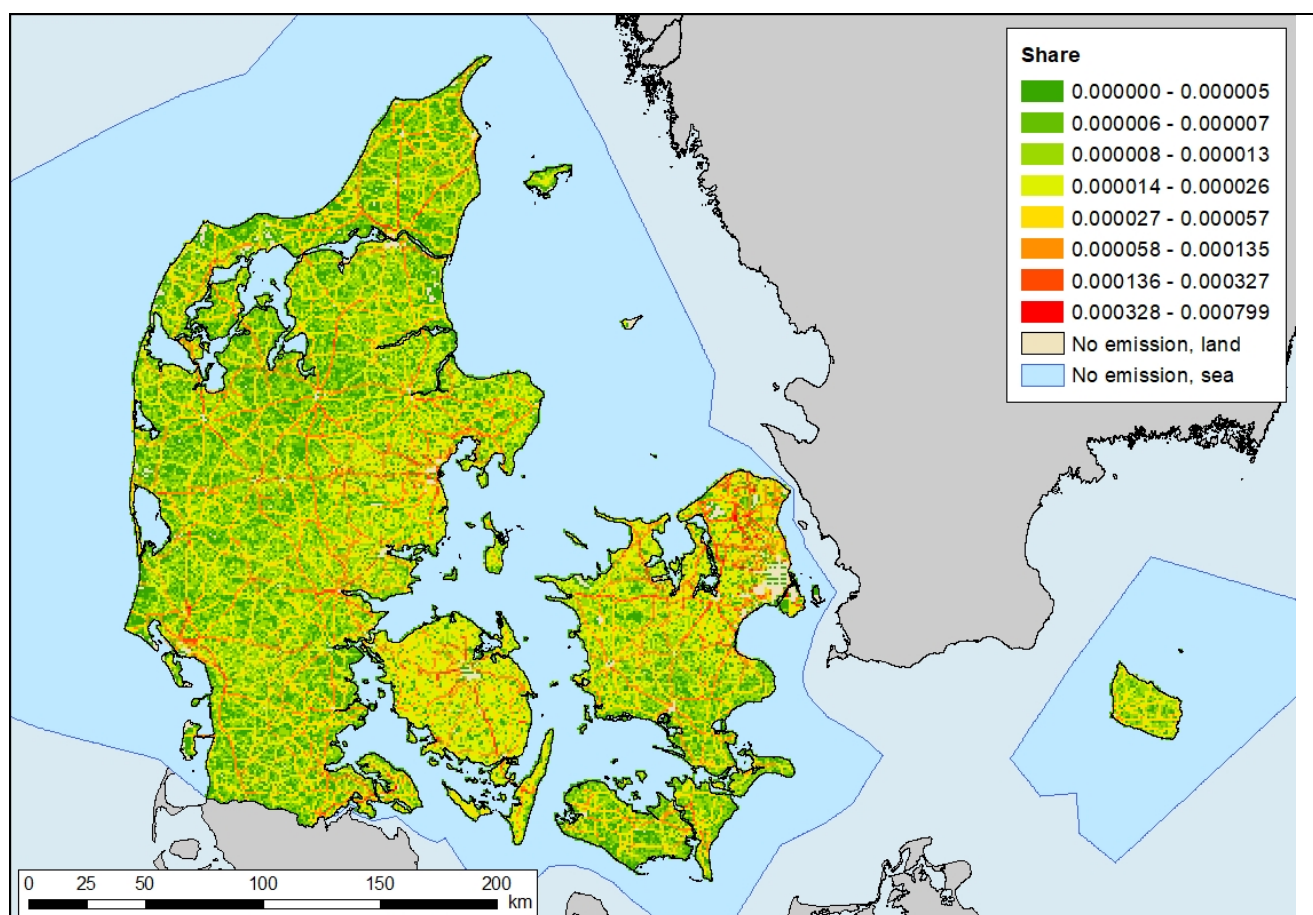 Share
0.000000 - 0.000005
0.000006 - 0.000007
0.000008 - 0.000013
0.000014 - 0.000026
0.000027 - 0.000057
0.000058 - 0.000135
0.000136 - 0.000327
0.000328 - 0.000799
No emission, land
No emission, sea
0 25 50 100 150 200
km